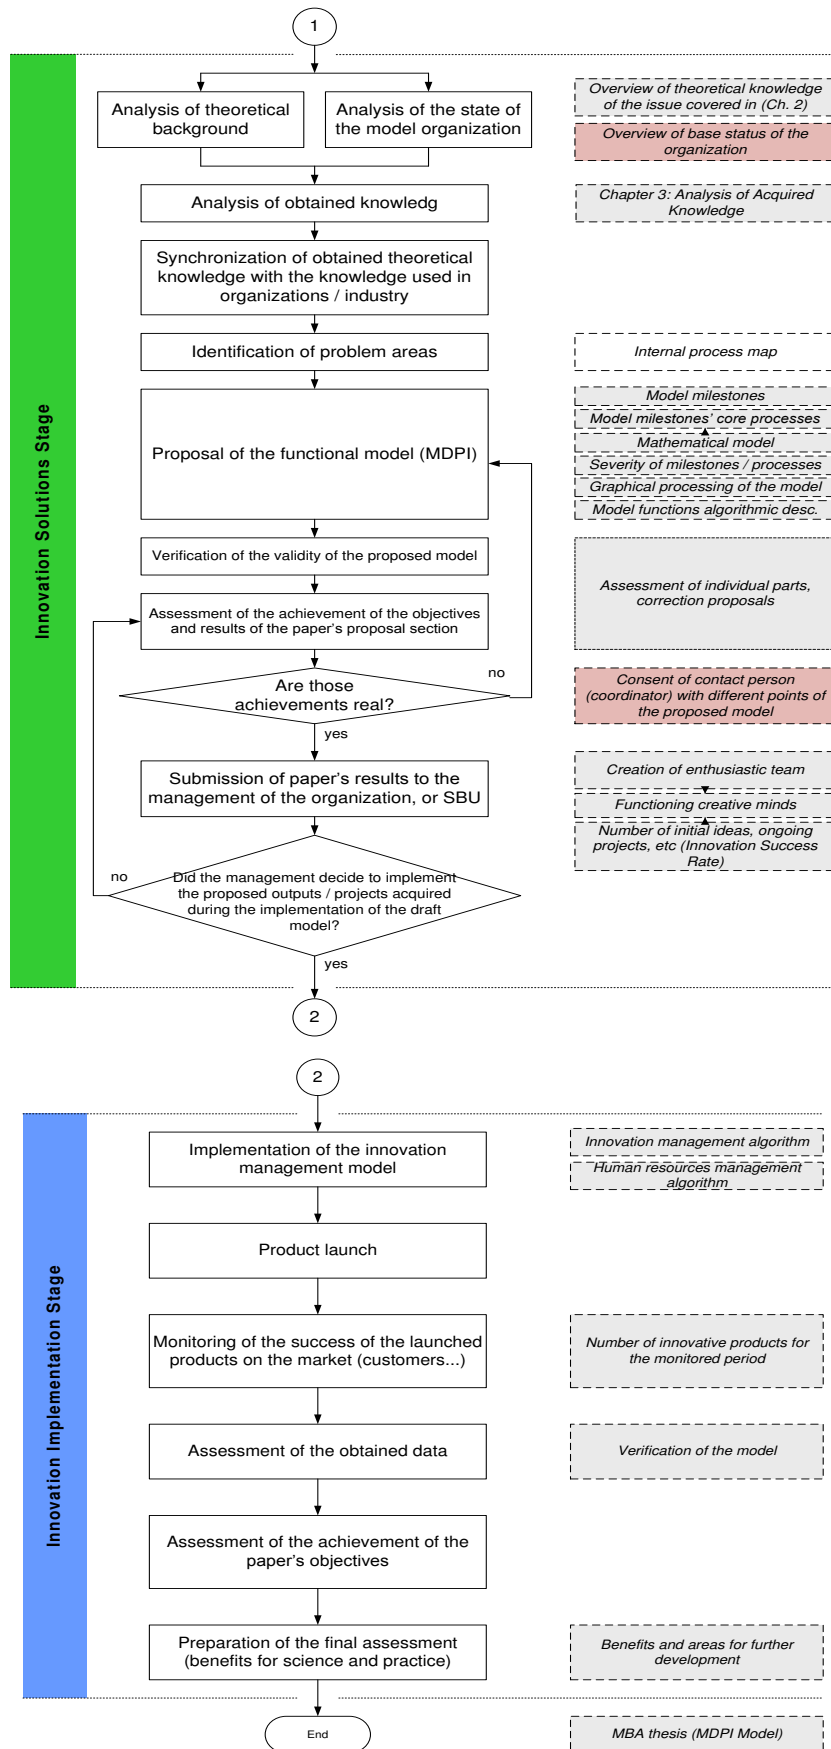 1
Innovation Solutions Stage
Analysis of theoretical
background
Analysis of the state of
the model organization
Overview of theoretical knowledge
of the issue covered in (Ch. 2)
Overview of base status of the
organization
Analysis of obtained knowledg
Chapter 3: Analysis of Acquired
Knowledge
Synchronization of obtained theoretical
knowledge with the knowledge used in
organizations / industry
Identification of problem areas
Internal process map
Proposal of the functional model (MDPI)
Model milestones
Model milestones' core processes
Mathematical model
Severity of milestones / processes
Graphical processing of the model
Model functions algorithmic desc.
Verification of the validity of the proposed model
Assessment of the achievement of the objectives
and results of the paper's proposal section
Assessment of individual parts,
correction proposals
Are those
achievements real?
no
yes
Consent of contact person
(coordinator) with different points of
the proposed model
Submission of paper's results to the
management of the organization, or SBU
Creation of enthusiastic team
Functioning creative minds
Number of initial ideas, ongoing
projects, etc (Innovation Success
Rate)
no
Did the management decide to implement
the proposed outputs / projects acquired
during the implementation of the draft
model?
yes
2
2
Innovation Implementation Stage
Implementation of the innovation
management model
Innovation management algorithm
Human resources management
algorithm
Product launch
Monitoring of the success of the launched
products on the market (customers...)
Number of innovative products for
the monitored period
Assessment of the obtained data
Verification of the model
Assessment of the achievement of the
paper's objectives
Preparation of the final assessment
(benefits for science and practice)
Benefits and areas for further
development
End
MBA thesis (MDPI Model)